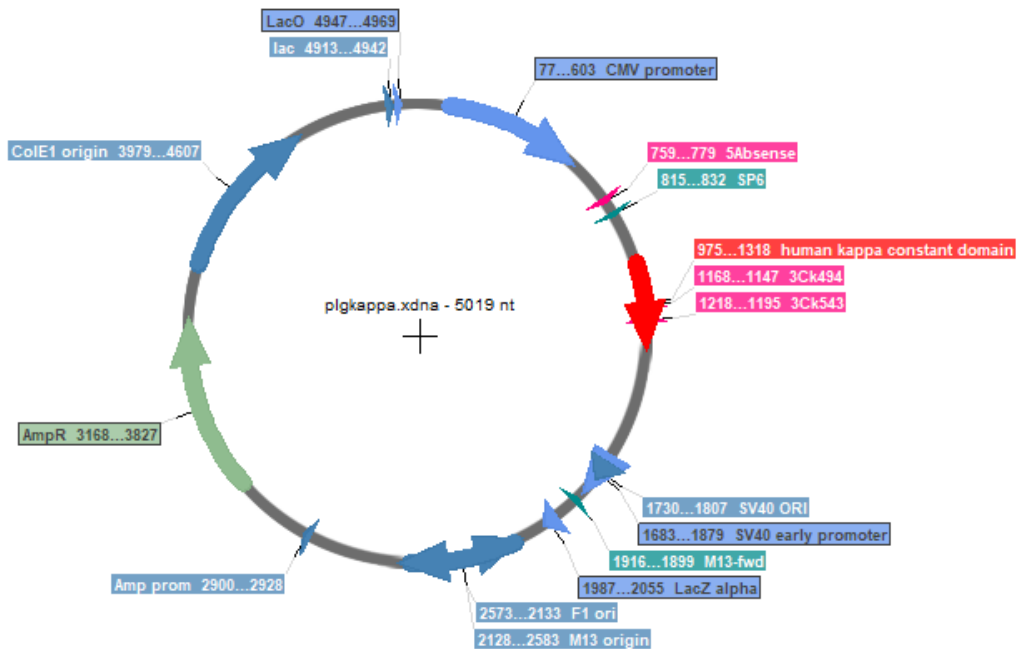 LacO 4947...4969
lac 4913...4942
77...603 CMV promoter
ColE1 origin 3979...4607
759...779 5Absense
815...832 SP6
975...1318 human kappa constant domain
1168...1147 3Ck494
1218...1195 3Ck543
pIgkappa.xdna - 5019 nt
AmpR 3168...3827
1730...1807 SV40 ORI
1683...1879 SV40 early promoter
1916...1899 M13-fwd
Amp prom 2900...2928
1987...2055 LacZ alpha
2573...2133 F1 ori
2128...2583 M13 origin